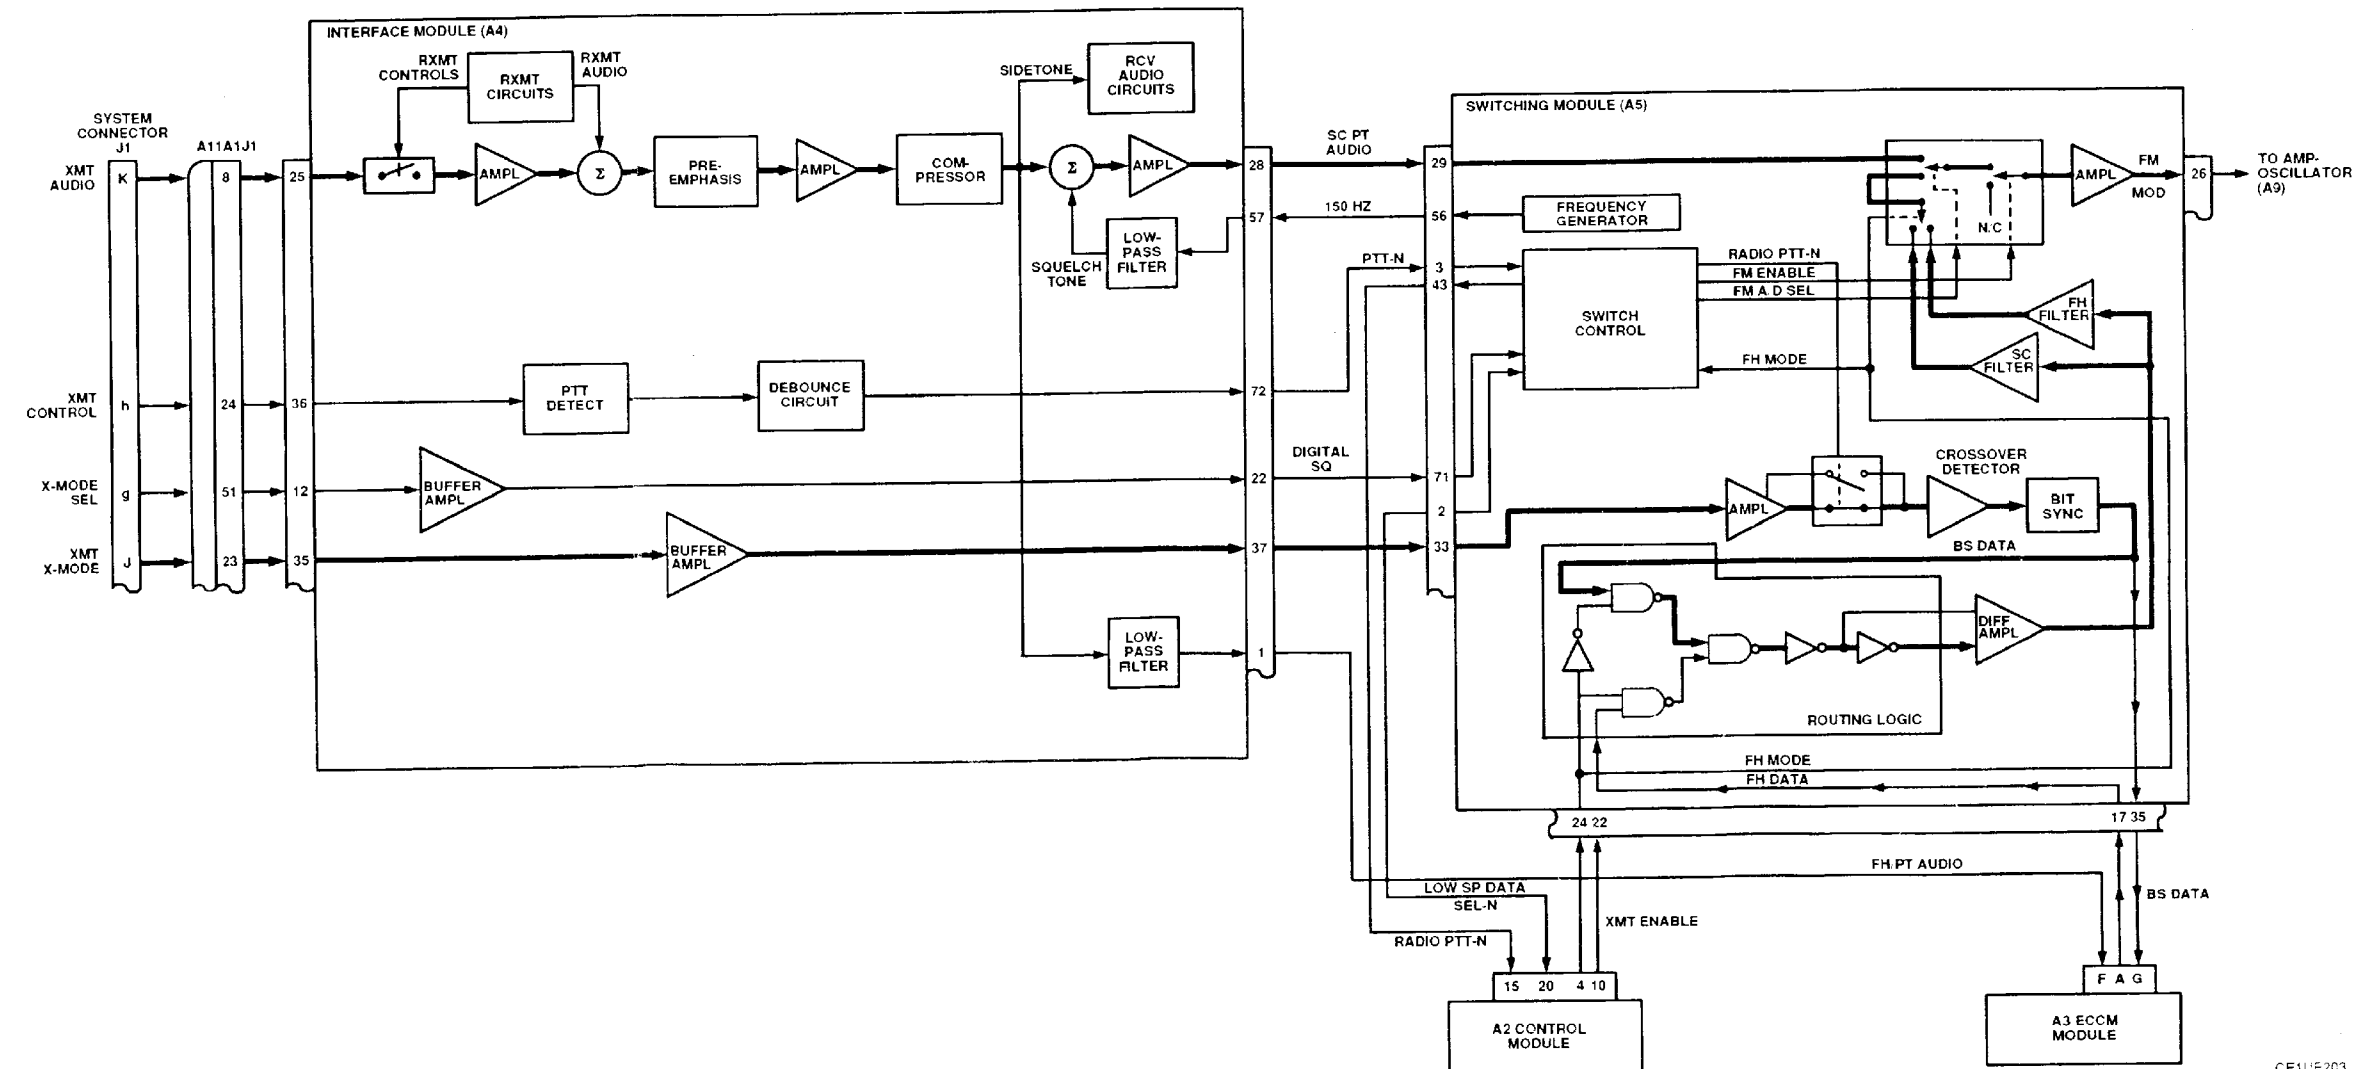 INTERFACE MODULE (A4)
RXMT
CONTROLS
RXMT
CIRCUITS
RXMT
AUDIO
SIDETONE
RCV
AUDIO
CIRCUITS
SYSTEM
CONNECTOR
J1
A11A1J1
XMT
AUDIO
K
8
25
AMPL
Σ
PRE-
EMPHASIS
AMPL
COM-
PRESSOR
Σ
AMPL
28
SC PT
AUDIO
29
SWITCHING MODULE (A5)
N/C
AMPL
FM
MOD
26
TO AMP-
OSCILLATOR
(A9)
57
150 HZ
56
FREQUENCY
GENERATOR
LOW-
PASS
FILTER
SQUELCH
TONE
PTT-N
3
43
SWITCH
CONTROL
RADIO PTT-N
FM ENABLE
FM A/D SEL
FH MODE
FH
FILTER
SC
FILTER
XMT
CONTROL
h
24
36
PTT
DETECT
DEBOUNCE
CIRCUIT
72
X-MODE
SEL
g
51
12
BUFFER
AMPL
22
DIGITAL
SQ
71
2
XMT
X-MODE
J
23
35
BUFFER
AMPL
37
33
AMPL
CROSSOVER
DETECTOR
BIT
SYNC
BS DATA
DIFF
AMPL
ROUTING LOGIC
LOW-
PASS
FILTER
1
FH MODE
FH DATA
24 22
17 35
FH/PT AUDIO
LOW SP DATA
SEL-N
RADIO PTT-N
XMT ENABLE
BS DATA
15 20 4 10
A2 CONTROL
MODULE
F A G
A3 ECCM
MODULE